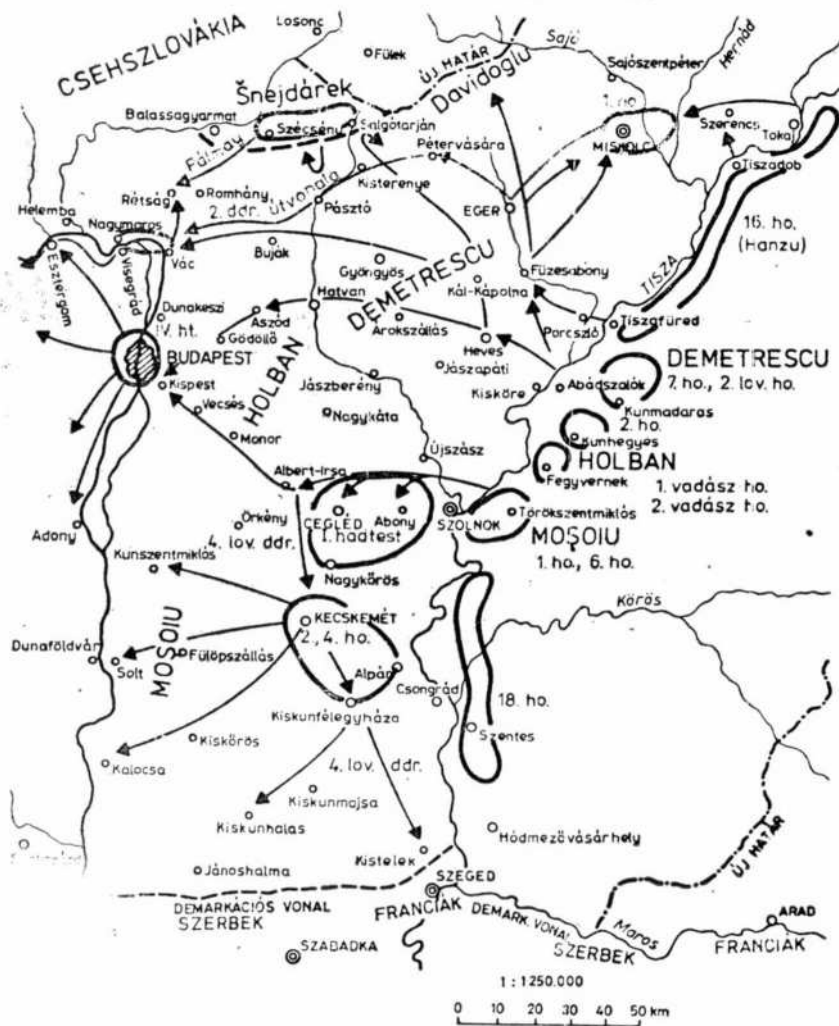 Losonc
CSEHSZLOVÁKIA
Fülek
ÚJ HATÁR
Sajó
Sajószentpéter
Hernád
Šnejdárek
Davidoglu
Balassagyarmat
Szécsény
Salgótarján
1. ho
MISKOLC
Szerencs
Tokaj
Pálmay
Pétervására
Tiszadob
Kisterenye
Rétság
Romhány
2. ddr. útvonala
Pásztó
EGER
16. ho.
(Hanzu)
Helemba
Nagymaros
Visegrád
Esztergom
Vác
Buják
Gyöngyös
DEMETRESCU
Füzesabony
TISZA
Kál-Kápolna
Hatvan
Dunakeszi
IV. ht.
Aszód
Gödöllő
Arokszállás
Porcszló
Tiszafüred
Heves
BUDAPEST
Kispest
HOLBAN
Jászapáti
Jászberény
Kisköre
Abádszalók
DEMETRESCU
7. ho., 2. lov. ho.
Kunmadaras
Vecsés
Nagykáta
2. ho.
Kunhegyes
Monor
Újszász
HOLBAN
Fegyvernek
1. vadász ho.
2. vadász ho.
Albert-Irsa
Örkény
CEGLÉD
Abony
I. hadtest
SZOLNOK
Törökszentmiklós
MOŞOIU
1. ho., 6. ho.
Adony
4. lov. ddr.
Nagykőrös
Kunszentmiklós
KECSKEMÉT
2., 4. ho.
Körös
MOŞOIU
Dunaföldvár
Solt
Fülöpszállás
Alpár
Csongrád
Kiskunfélegyháza
18. ho.
Szentes
Kiskőrös
Kalocsa
4. lov. ddr.
Kiskunmajsa
Kiskunhalas
Hódmezővásárhely
Kistelek
Jánoshalma
ÚJ HATÁR
SZEGED
DEMARKÁCIÓS VONAL
SZERBEK
FRANCIÁK
DEMARK. VONAL
SZERBEK
Maros
ARAD
FRANCIÁK
SZABADKA
1 : 1250.000
0 10 20 30 40 50 km